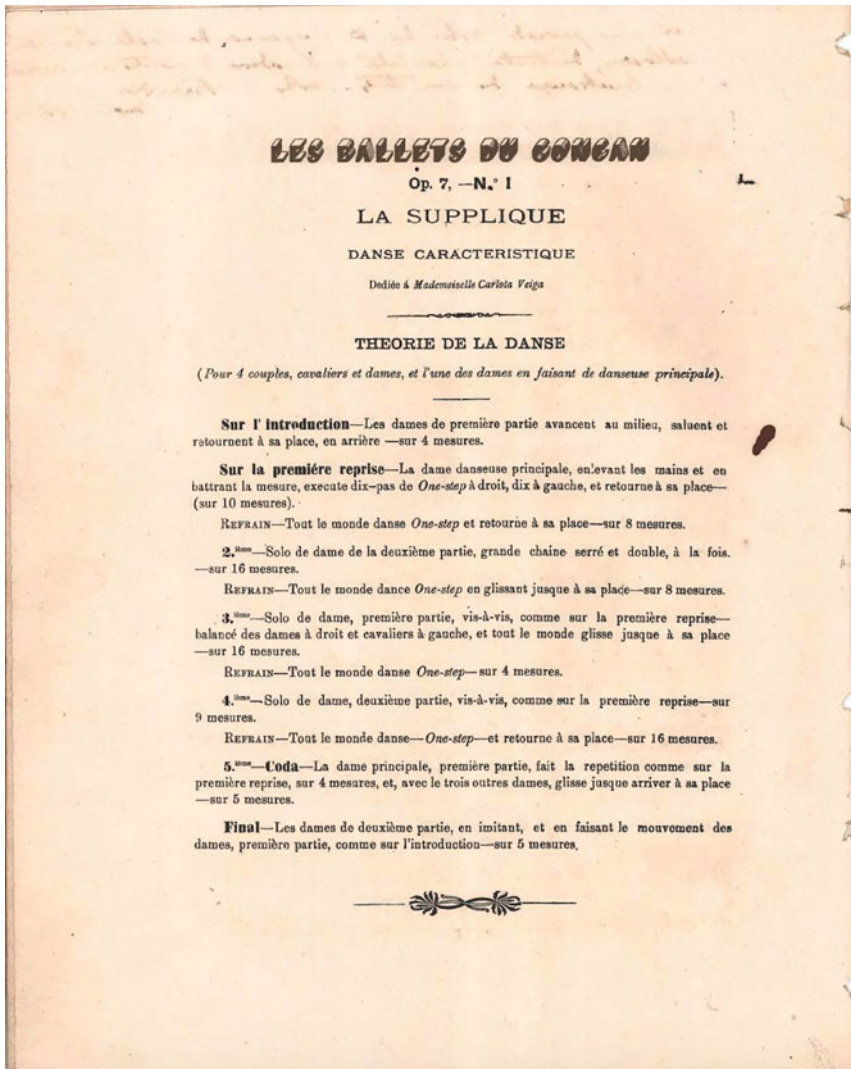 LES BALLETS DU CONCAN
Op. 7, —N.º I
LA SUPPLIQUE
DANSE CARACTERISTIQUE
Dediée á Mademoiselle Carlota Veiga
THEORIE DE LA DANSE
(Pour 4 couples, cavaliers et dames, et l'une des dames en faisant de danseuse principale).
Sur l' introduction—Les dames de première partie avancent au milieu, saluent et
retournent à sa place, en arrière —sur 4 mesures.
Sur la premiére reprise—La dame danseuse principale, enlevant les mains et en
battrant la mesure, execute dix-pas de One-step à droit, dix à gauche, et retourne à sa place—
(sur 10 mesures).
REFRAIN—Tout le monde danse One-step et retourne à sa place—sur 8 mesures.
2.ième—Solo de dame de la deuxième partie, grande chaine serré et double, à la fois.
—sur 16 mesures.
REFRAIN—Tout le monde dance One-step en glissant jusque à sa place—sur 8 mesures.
3.ième—Solo de dame, première partie, vis-à-vis, comme sur la première reprise—
balancé des dames à droit et cavaliers à gauche, et tout le monde glisse jusque à sa place
—sur 16 mesures.
REFRAIN—Tout le monde danse One-step—sur 4 mesures.
4.ième—Solo de dame, deuxième partie, vis-à-vis, comme sur la première reprise—sur
9 mesures.
REFRAIN—Tout le monde danse—One-step—et retourne à sa place—sur 16 mesures.
5.ième—Coda—La dame principale, première partie, fait la repetition comme sur la
première reprise, sur 4 mesures, et, avec le trois outres dames, glisse jusque arriver à sa place
—sur 5 mesures.
Final—Les dames de deuxième partie, en imitant, et en faisant le mouvement des
dames, première partie, comme sur l'introduction—sur 5 mesures.